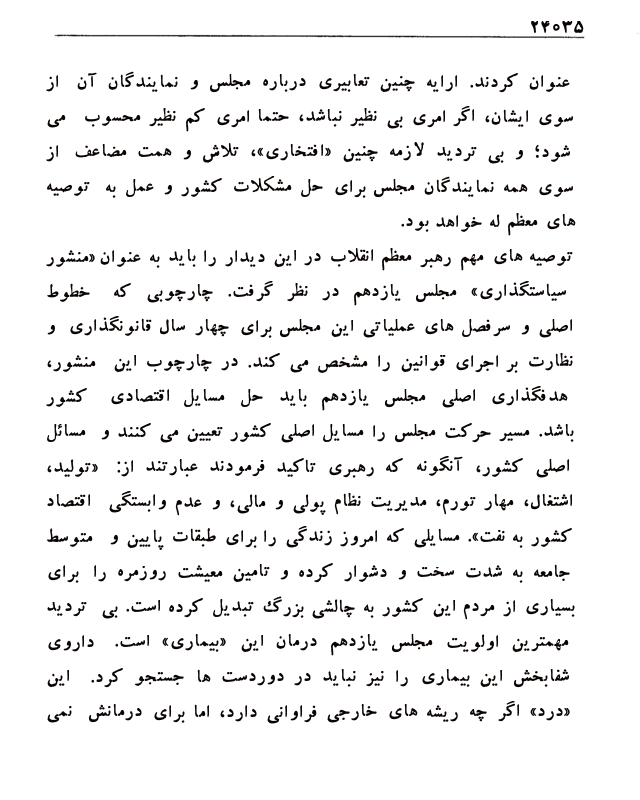 ۲۴۰۳۵
عنوان کردند. ارایه چنین تعابیری درباره مجلس و نمایندگان آن از
سوی ایشان، اگر امری بی نظیر نباشد، حتما امری کم نظیر محسوب می
شود؛ و بی تردید لازمه چنین «افتخاری»، تلاش و همت مضاعف از
سوی همه نمایندگان مجلس برای حل مشکلات کشور و عمل به توصیه
های معظم له خواهد بود.
توصیه های مهم رهبر معظم انقلاب در این دیدار را باید به عنوان «منشور
سیاستگذاری» مجلس یازدهم در نظر گرفت. چارچوبی که خطوط
اصلی و سرفصل های عملیاتی این مجلس برای چهار سال قانونگذاری و
نظارت بر اجرای قوانین را مشخص می کند. در چارچوب این منشور،
هدفگذاری اصلی مجلس یازدهم باید حل مسایل اقتصادی کشور
باشد. مسیر حرکت مجلس را مسایل اصلی کشور تعیین می کنند و مسائل
اصلی کشور، آنگونه که رهبری تاکید فرمودند عبارتند از: «تولید،
اشتغال، مهار تورم، مدیریت نظام پولی و مالی، و عدم وابستگی اقتصاد
کشور به نفت». مسایلی که امروز زندگی را برای طبقات پایین و متوسط
جامعه به شدت سخت و دشوار کرده و تامین معیشت روزمره را برای
بسیاری از مردم این کشور به چالشی بزرگ تبدیل کرده است. بی تردید
مهمترین اولویت مجلس یازدهم درمان این «بیماری» است. داروی
شفابخش این بیماری را نیز نباید در دوردست ها جستجو کرد. این
«درد» اگر چه ریشه های خارجی فراوانی دارد، اما برای درمانش نمی